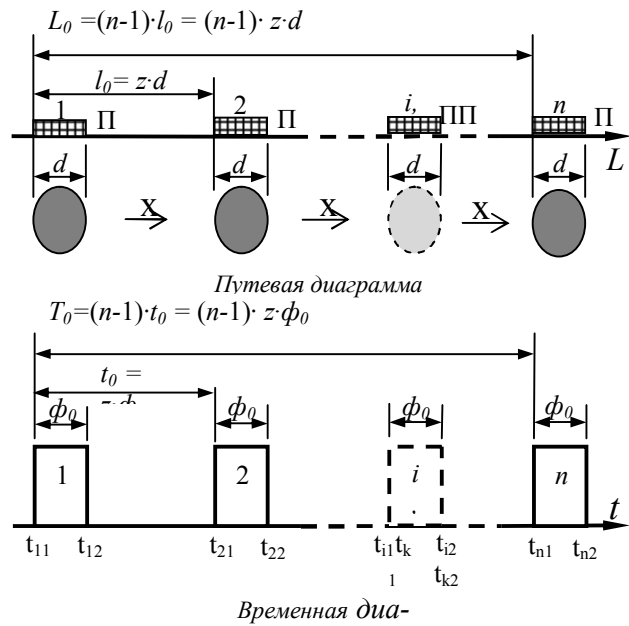 L₀ =(n-1)·l₀ = (n-1)· z·d
l₀= z·d
1 П 2 П i, ПП n П
L
d d d d
х х х
Путевая диаграмма
T₀=(n-1)·t₀ = (n-1)· z·ф₀
t₀ =
ф₀ ф₀ ф₀ ф₀
1 2 i n
.
t
t₁₁ t₁₂ t₂₁ t₂₂ tᵢ₁ tₖ tᵢ₂ tₙ₁ tₙ₂
1 tₖ₂
Временная диа-